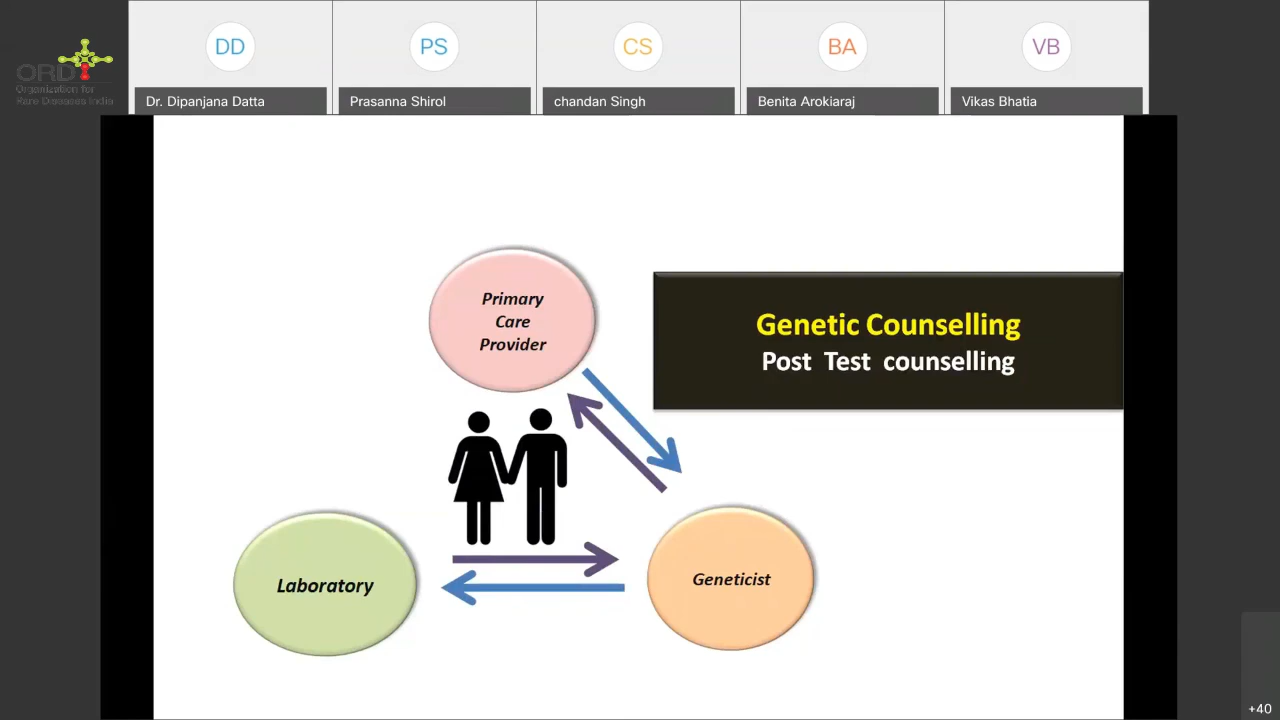 ORDI
Organization for
Rare Diseases India
DD
PS
CS
BA
VB
Dr. Dipanjana Datta
Prasanna Shirol
chandan Singh
Benita Arokiaraj
Vikas Bhatia
Primary
Care
Provider
Genetic Counselling
Post Test counselling
Laboratory
Geneticist
+40